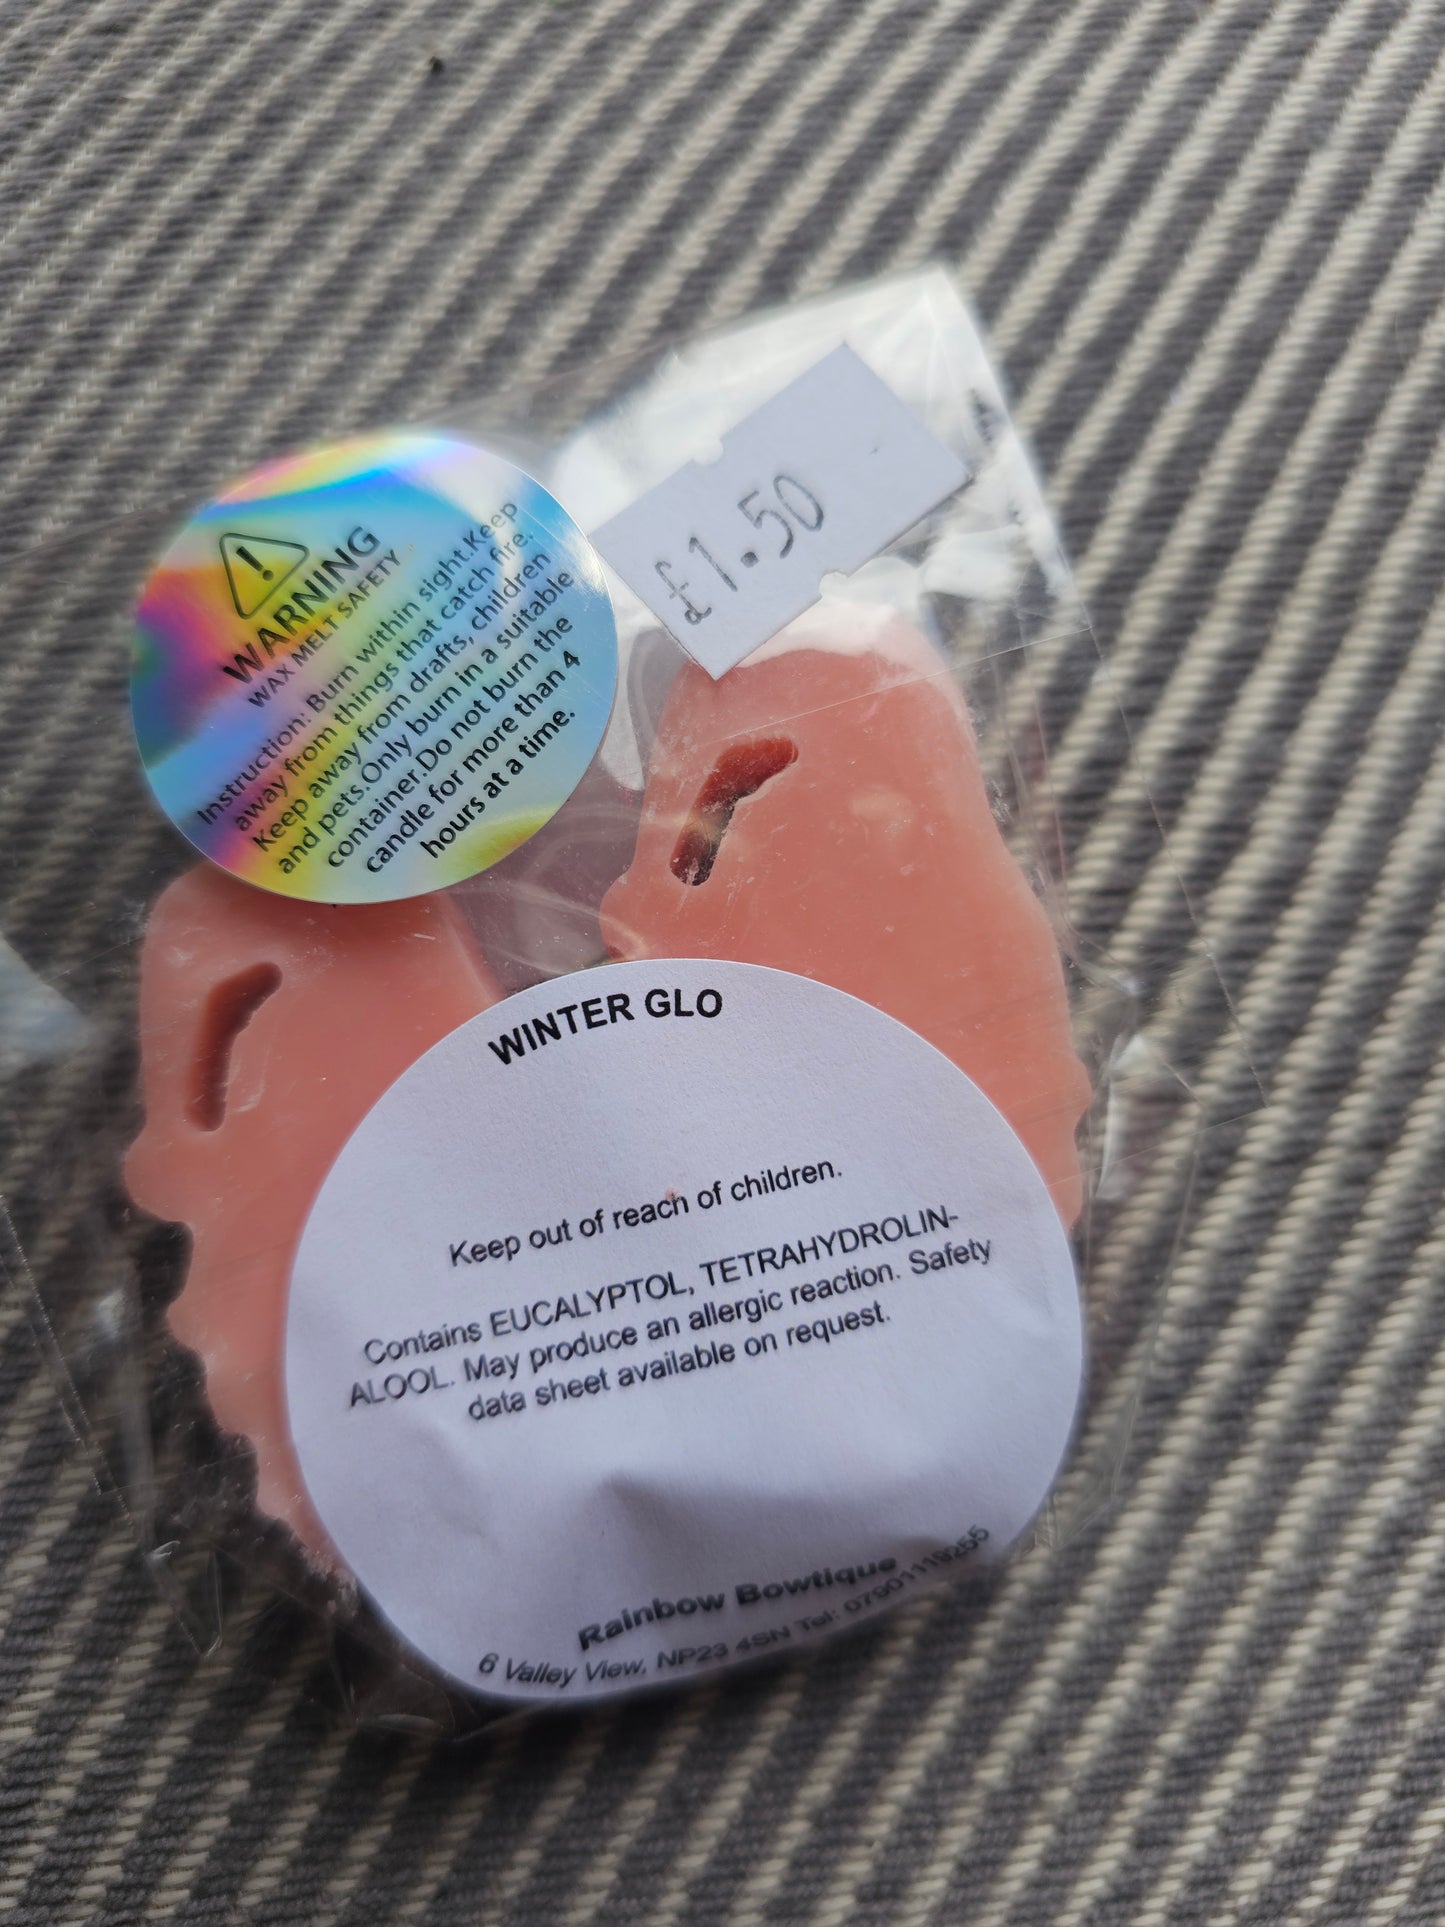 WARNING
WAX MELT SAFETY
Instruction: Burn within sight.Keep
away from things that catch fire.
Keep away from drafts, children
and pets.Only burn in a suitable
container.Do not burn the
candle for more than 4
hours at a time.
£1.50
WINTER GLO
Keep out of reach of children.
Contains EUCALYPTOL, TETRAHYDROLIN-
ALOOL. May produce an allergic reaction. Safety
data sheet available on request.
Rainbow Bowtique
6 Valley View, NP23 4SN Tel: 07901119255